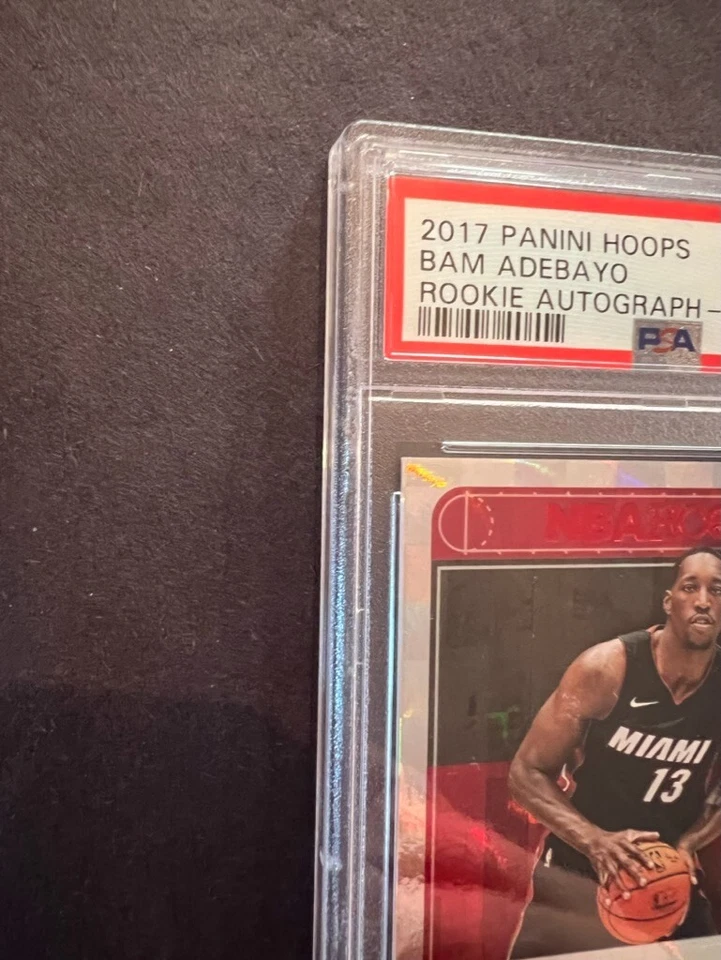 2017 PANINI HOOPS
BAM ADEBAYO
ROOKIE AUTOGRAPH-
PSA
MIAMI
13